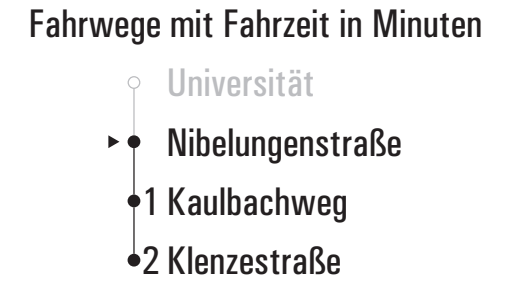 Fahrwege mit Fahrzeit in Minuten
Universität
Nibelungenstraße
1 Kaulbachweg
2 Klenzestraße